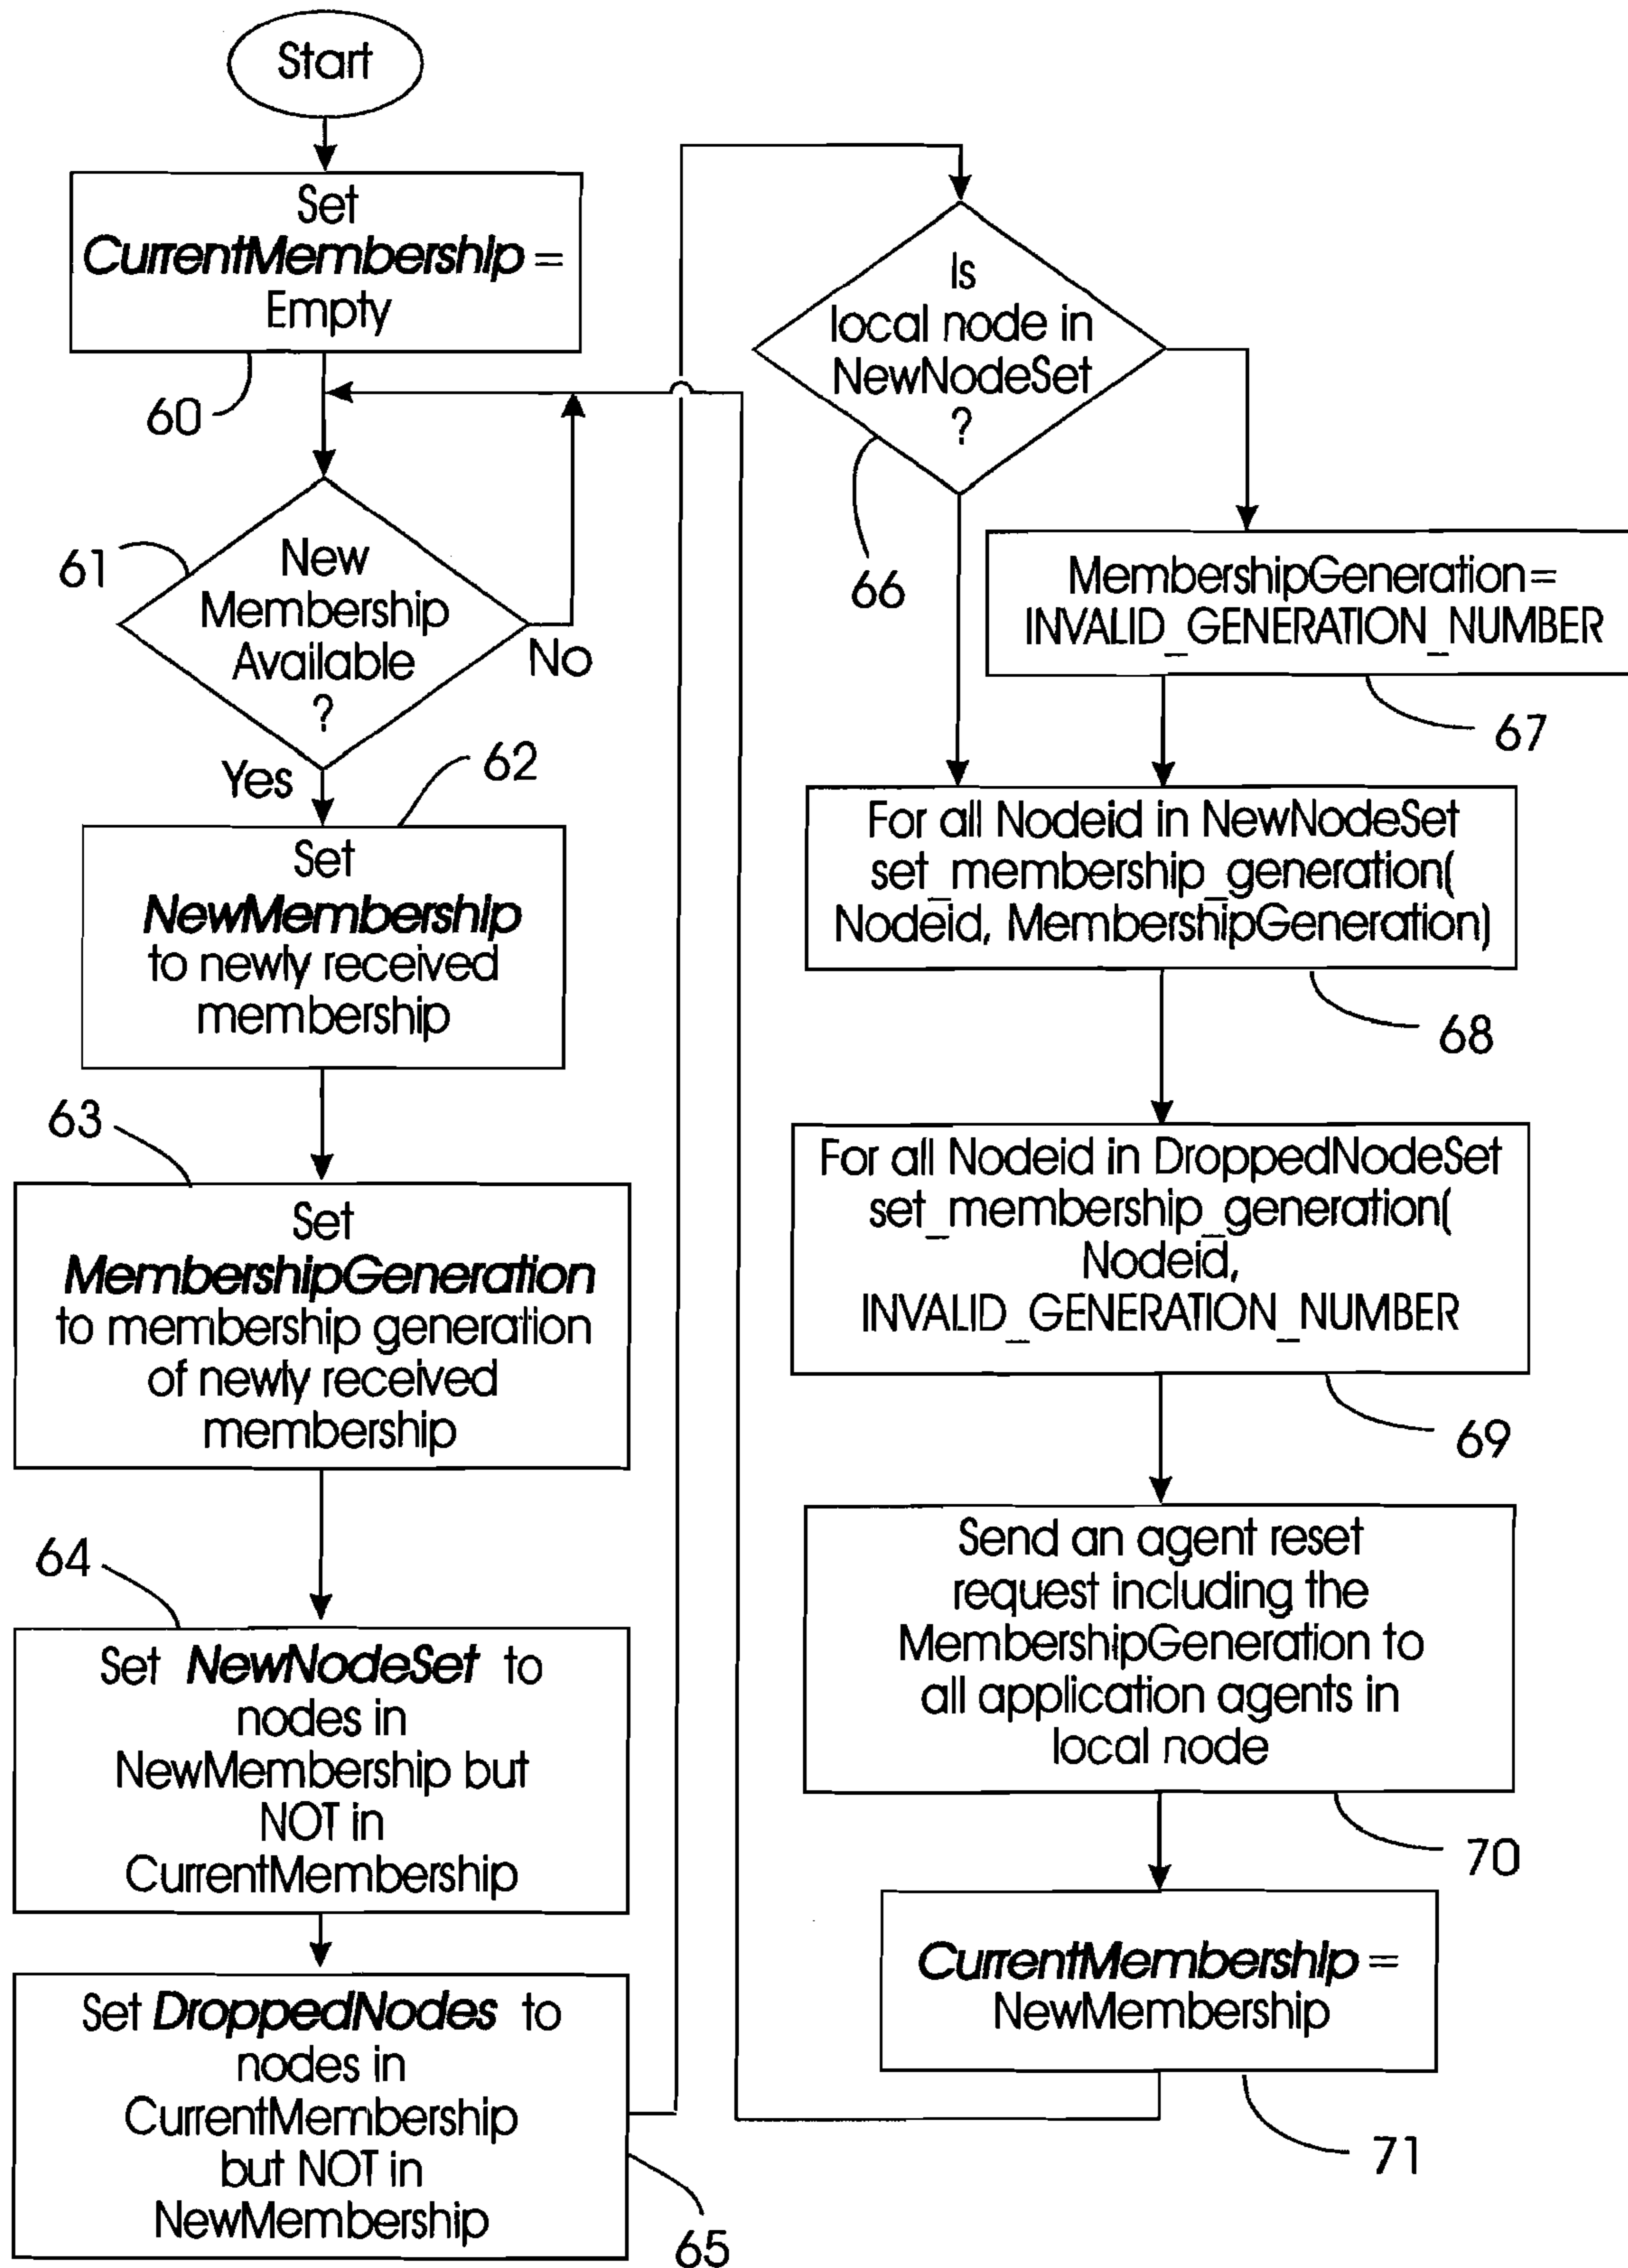 Start
Set
CurrentMembership =
Empty
60
61
New
Membership
Available
?
No
Yes
62
Set
NewMembership
to newly received
membership
63
Set
MembershipGeneration
to membership generation
of newly received
membership
64
Set NewNodeSet to
nodes in
NewMembership but
NOT in
CurrentMembership
Set DroppedNodes to
nodes in
CurrentMembership
but NOT in
NewMembership
65
Is
local node in
NewNodeSet
?
66
MembershipGeneration=
INVALID_GENERATION_NUMBER
67
For all Nodeid in NewNodeSet
set_membership_generation(
Nodeid, MembershipGeneration)
68
For all Nodeid in DroppedNodeSet
set_membership_generation(
Nodeid,
INVALID_GENERATION_NUMBER
69
Send an agent reset
request including the
MembershipGeneration to
all application agents in
local node
70
CurrentMembership =
NewMembership
71